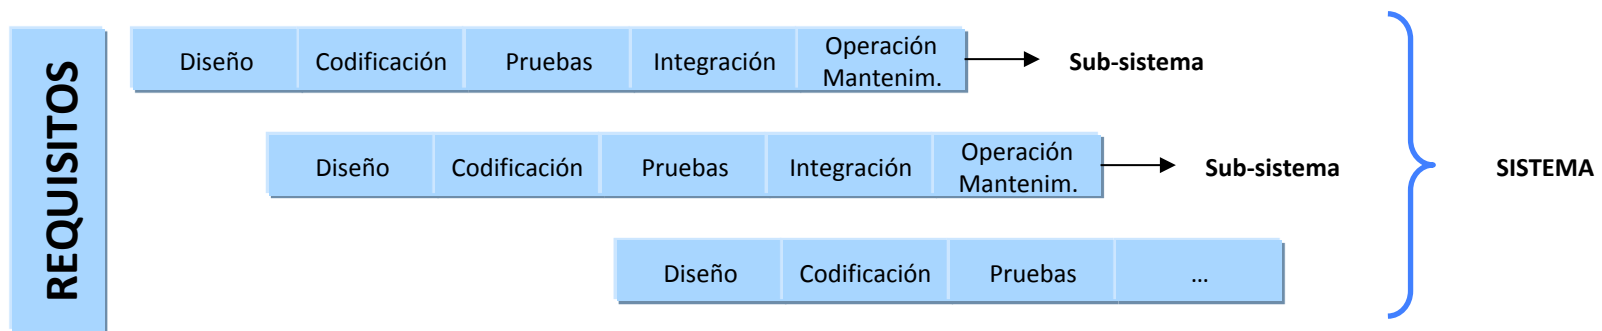 REQUISITOS
Diseño
Codificación
Pruebas
Integración
Operación
Mantenim.
Sub-sistema
Diseño
Codificación
Pruebas
Integración
Operación
Mantenim.
Sub-sistema
SISTEMA
Diseño
Codificación
Pruebas
...